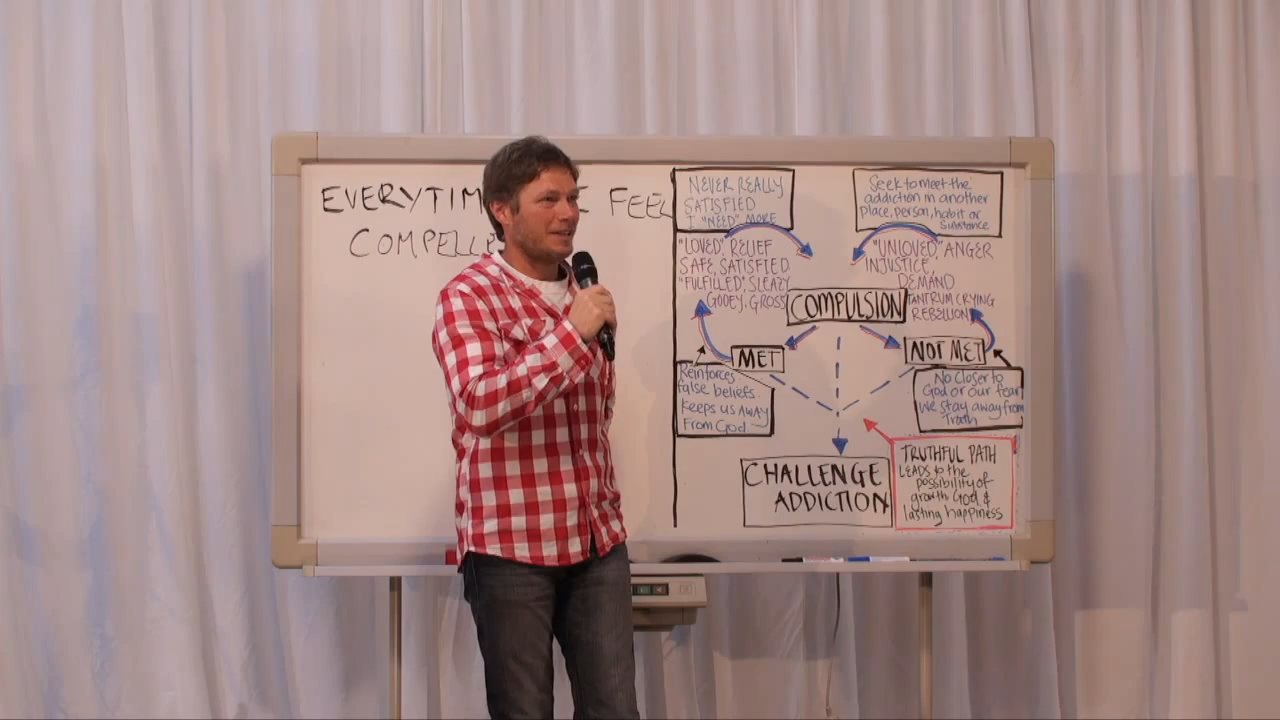 EVERYTIM E FEEL
COMPELLE
NEVER REALLY
SATISFIED
I "NEED" MORE
Seek to meet the
addiction in another
place, person, habit or
Substance
"LOVED", RELIEF
SAFE, SATISFIED
"FULFILLED", SLEAZY
GOOEY, GROSS
"UNLOVED", ANGER
INJUSTICE,
DEMAND
TANTRUM CRYING
REBELLION
COMPULSION
MET
NOT MET
Reinforces
false beliefs
keeps us away
From God
No closer to
God or our fear
we stay away from
Truth
CHALLENGE
ADDICTION
TRUTHFUL PATH
LEADS to the
possibility of
growth God, &
lasting happiness